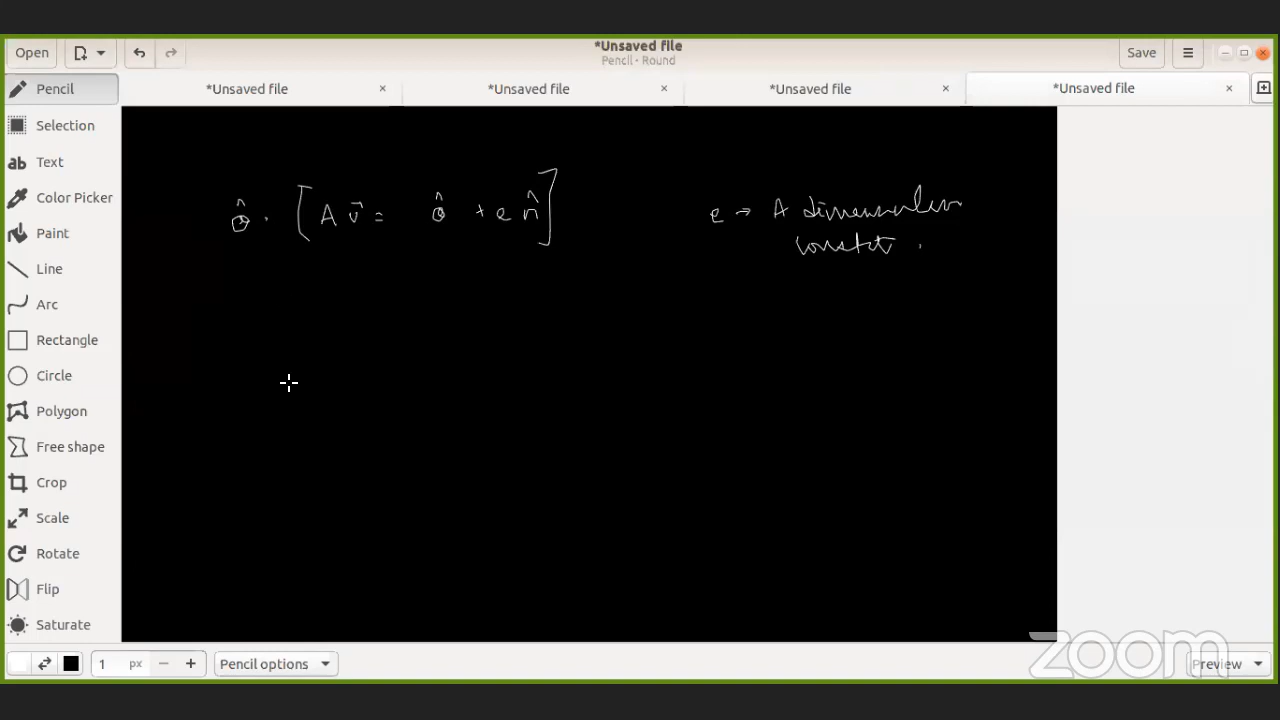 *Unsaved file
Pencil - Round
Open
Save
*Unsaved file
*Unsaved file
*Unsaved file
*Unsaved file
Pencil
Selection
Text
Color Picker
Paint
Line
Arc
Rectangle
Circle
Polygon
Free shape
Crop
Scale
Rotate
Flip
Saturate
θ̂ · [ A v⃗ = θ̂ + e n̂ ]
e → A dimensionless
constant .
1 px
Pencil options
Preview
zoom